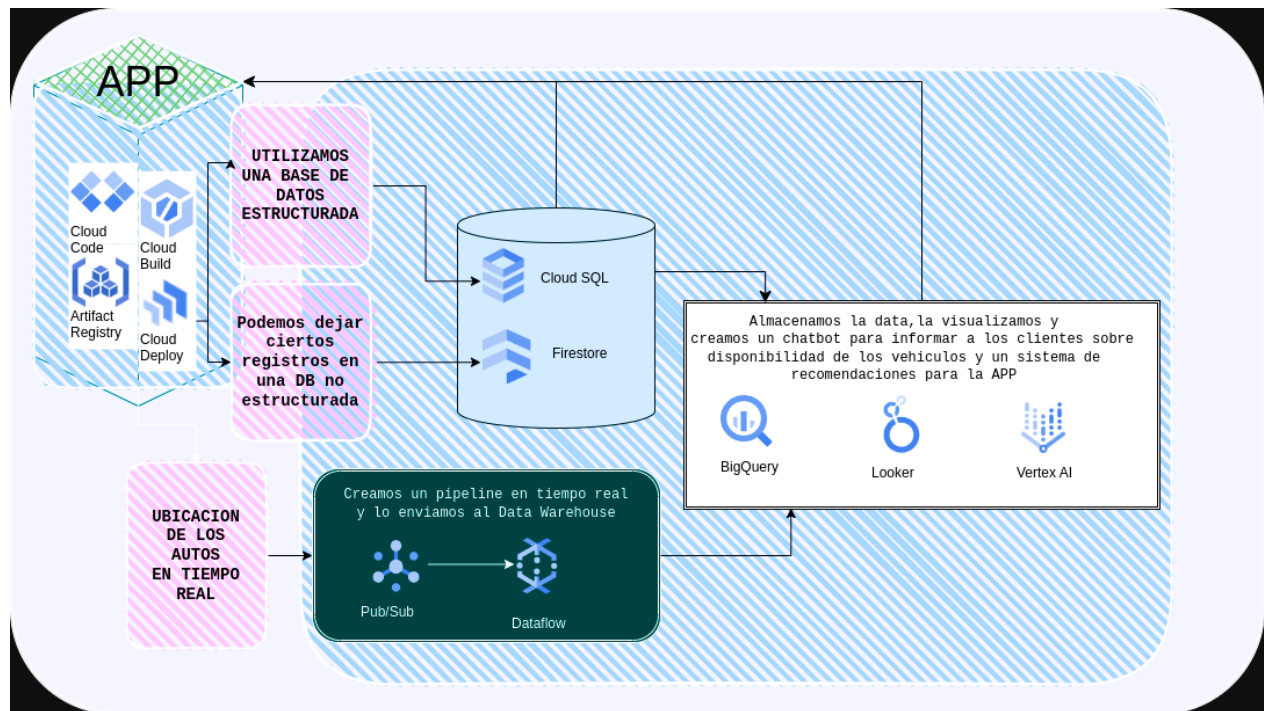 APP
Cloud
Code
Cloud
Build
Artifact
Registry
Cloud
Deploy
UTILIZAMOS
UNA BASE DE
DATOS
ESTRUCTURADA
Podemos dejar
ciertos
registros en
una DB no
estructurada
Cloud SQL
Firestore
Almacenamos la data,la visualizamos y
creamos un chatbot para informar a los clientes sobre
disponibilidad de los vehiculos y un sistema de
recomendaciones para la APP
BigQuery
Looker
Vertex AI
UBICACION
DE LOS
AUTOS
EN TIEMPO
REAL
Creamos un pipeline en tiempo real
y lo enviamos al Data Warehouse
Pub/Sub
Dataflow